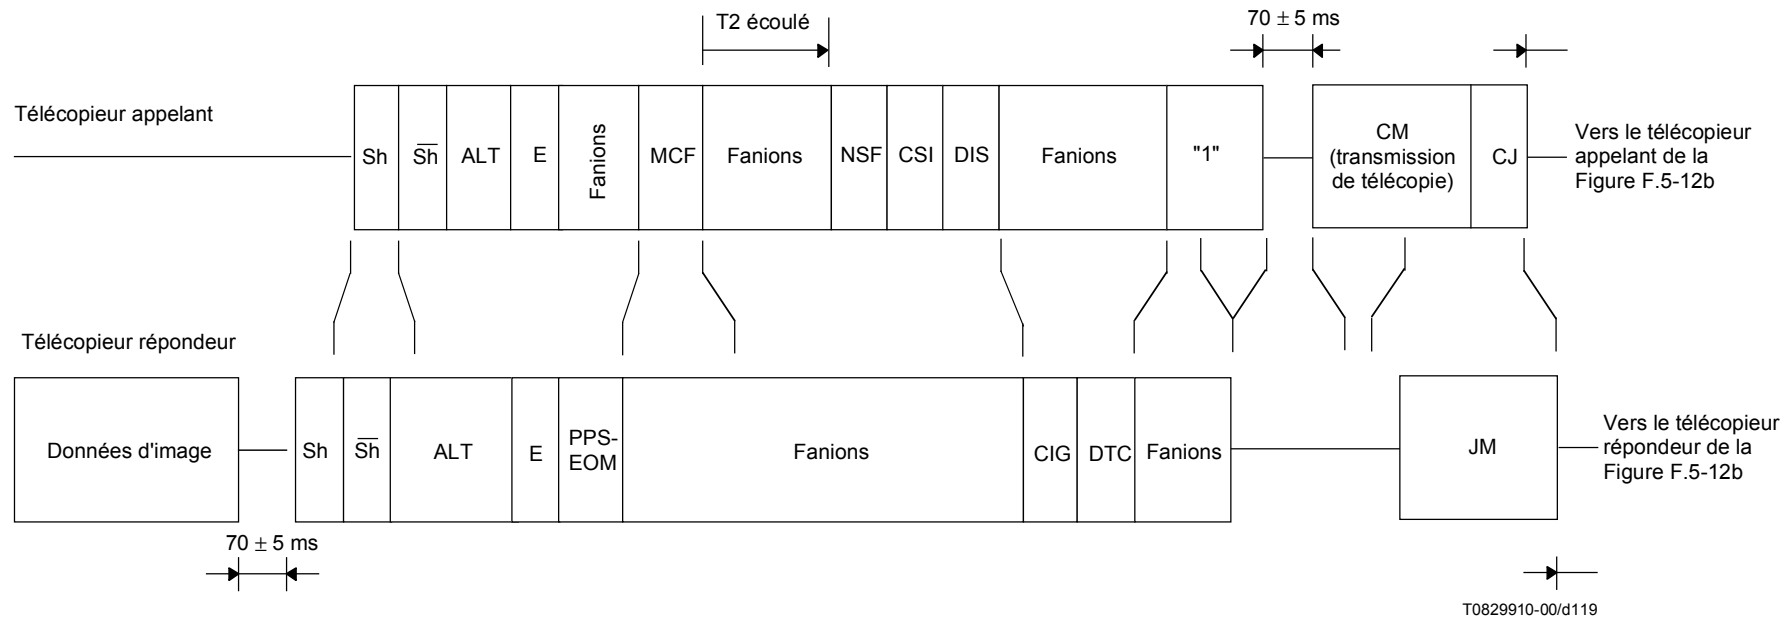 T2 écoulé
70 ± 5 ms
Télécopieur appelant
Sh
S̅h̅
ALT
E
Fanions
MCF
Fanions
NSF
CSI
DIS
Fanions
"1"
CM
(transmission
de télécopie)
CJ
Vers le télécopieur
appelant de la
Figure F.5-12b
Télécopieur répondeur
Données d'image
Sh
S̅h̅
ALT
E
PPS-
EOM
Fanions
CIG
DTC
Fanions
JM
Vers le télécopieur
répondeur de la
Figure F.5-12b
70 ± 5 ms
T0829910-00/d119